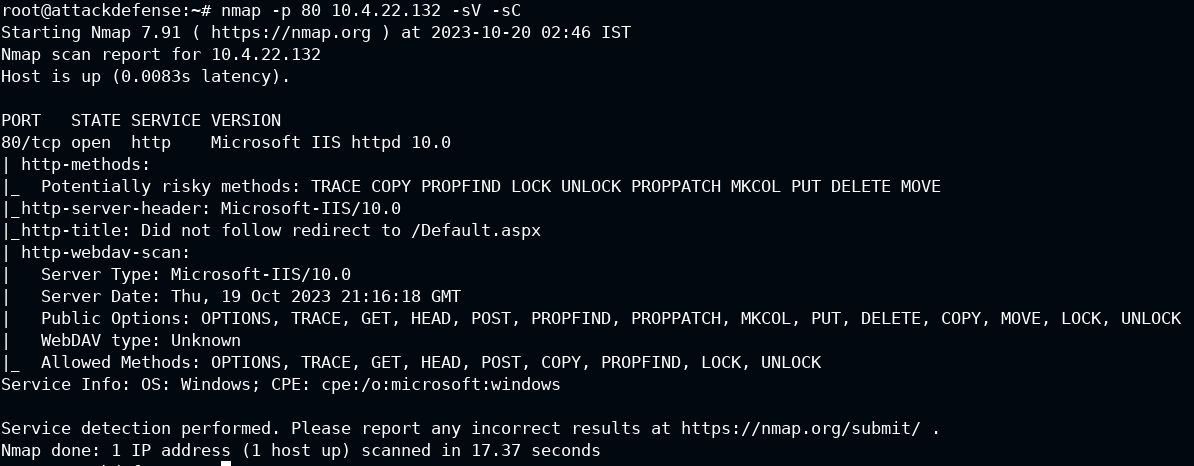 root@attackdefense:~# nmap -p 80 10.4.22.132 -sV -sC
Starting Nmap 7.91 ( https://nmap.org ) at 2023-10-20 02:46 IST
Nmap scan report for 10.4.22.132
Host is up (0.0083s latency).

PORT   STATE SERVICE VERSION
80/tcp open  http    Microsoft IIS httpd 10.0
| http-methods:
|_  Potentially risky methods: TRACE COPY PROPFIND LOCK UNLOCK PROPPATCH MKCOL PUT DELETE MOVE
|_http-server-header: Microsoft-IIS/10.0
|_http-title: Did not follow redirect to /Default.aspx
| http-webdav-scan:
|   Server Type: Microsoft-IIS/10.0
|   Server Date: Thu, 19 Oct 2023 21:16:18 GMT
|   Public Options: OPTIONS, TRACE, GET, HEAD, POST, PROPFIND, PROPPATCH, MKCOL, PUT, DELETE, COPY, MOVE, LOCK, UNLOCK
|   WebDAV type: Unknown
|_  Allowed Methods: OPTIONS, TRACE, GET, HEAD, POST, COPY, PROPFIND, LOCK, UNLOCK
Service Info: OS: Windows; CPE: cpe:/o:microsoft:windows

Service detection performed. Please report any incorrect results at https://nmap.org/submit/ .
Nmap done: 1 IP address (1 host up) scanned in 17.37 seconds